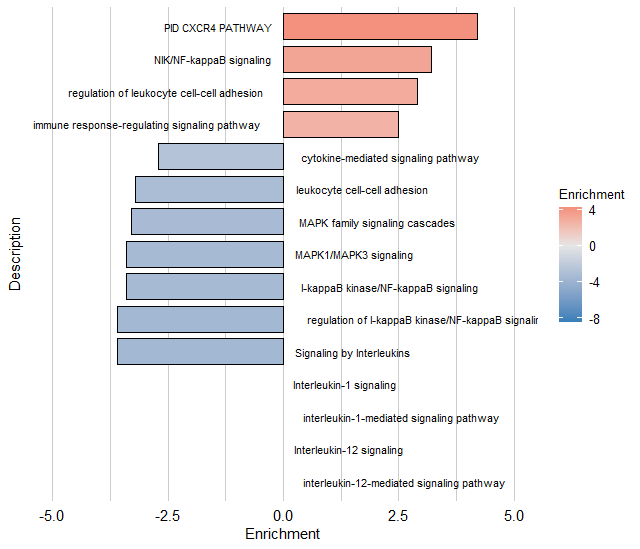 PID CXCR4 PATHWAY
NIK/NF-kappaB signaling
regulation of leukocyte cell-cell adhesion
immune response-regulating signaling pathway
cytokine-mediated signaling pathway
leukocyte cell-cell adhesion
MAPK family signaling cascades
MAPK1/MAPK3 signaling
I-kappaB kinase/NF-kappaB signaling
regulation of I-kappaB kinase/NF-kappaB signalin
Signaling by Interleukins
Interleukin-1 signaling
interleukin-1-mediated signaling pathway
Interleukin-12 signaling
interleukin-12-mediated signaling pathway
Description
-5.0 -2.5 0.0 2.5 5.0
Enrichment
Enrichment
4
0
-4
-8